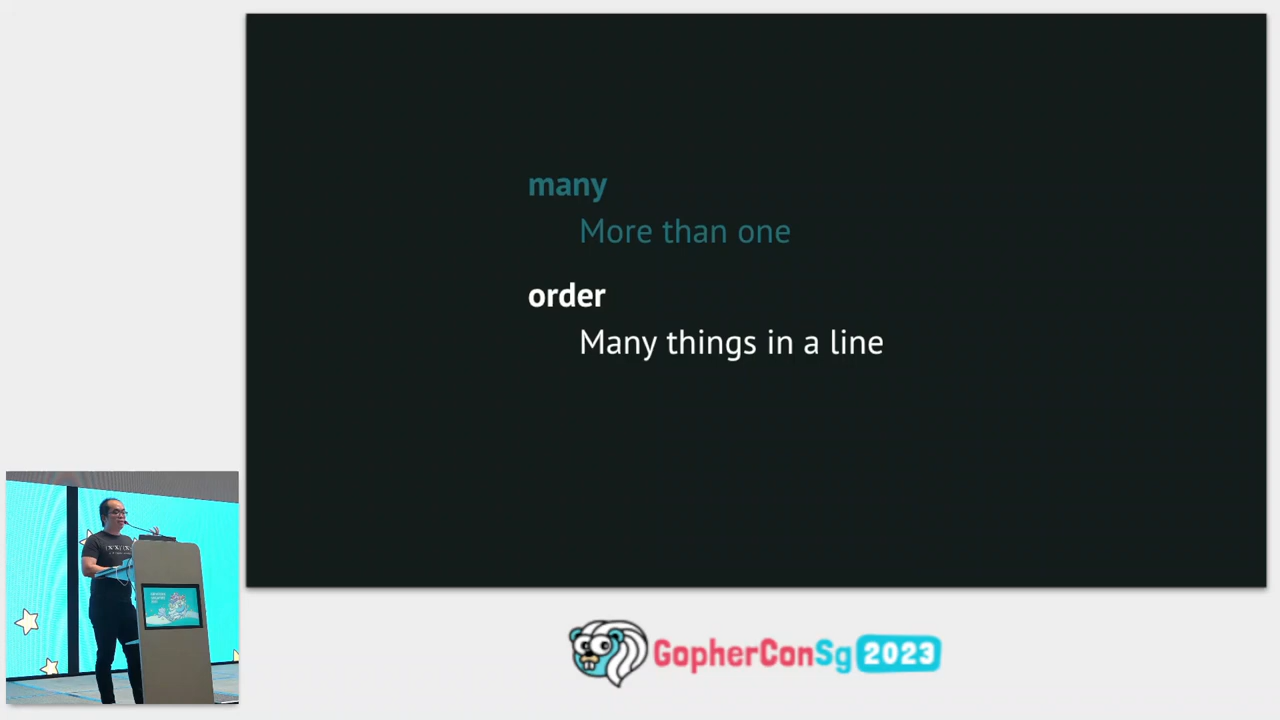 many
More than one
order
Many things in a line
GopherConSg 2023